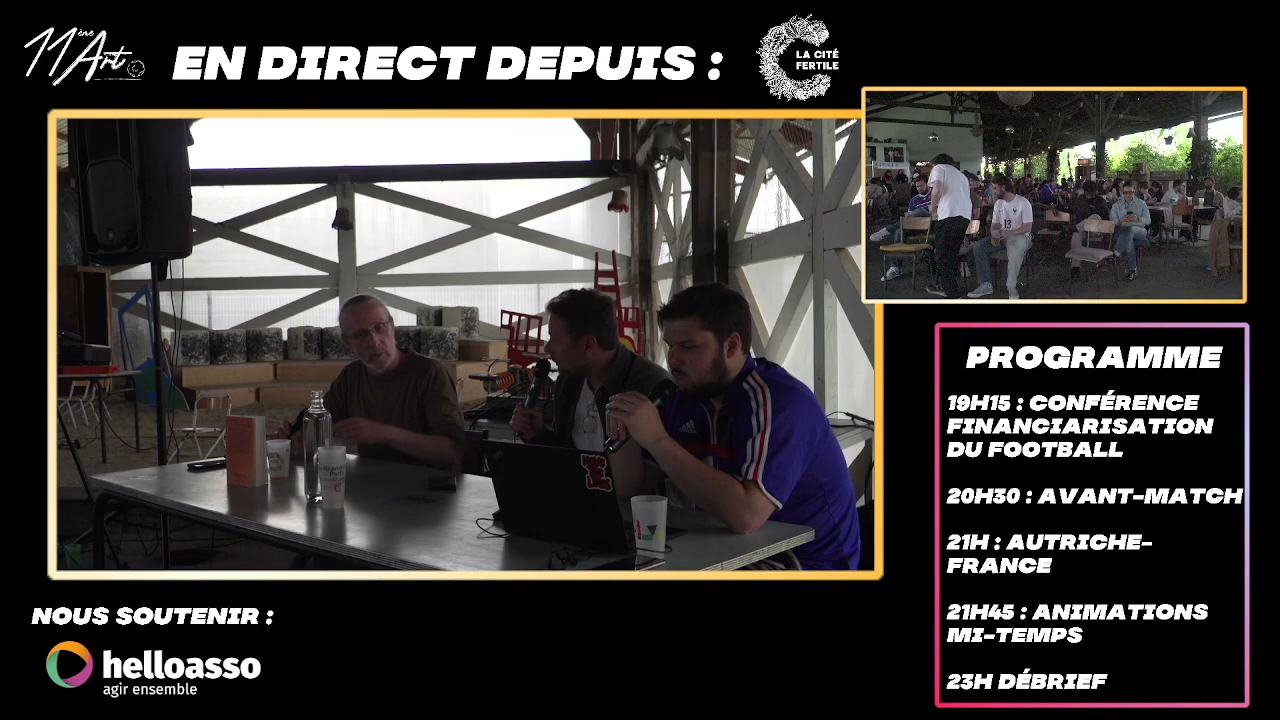 11ème Art
EN DIRECT DEPUIS :
LA CITÉ
FERTILE
13
PROGRAMME
19H15 : CONFÉRENCE
FINANCIARISATION
DU FOOTBALL
20H30 : AVANT-MATCH
21H : AUTRICHE-
FRANCE
21H45 : ANIMATIONS
MI-TEMPS
23H DÉBRIEF
NOUS SOUTENIR :
helloasso
agir ensemble